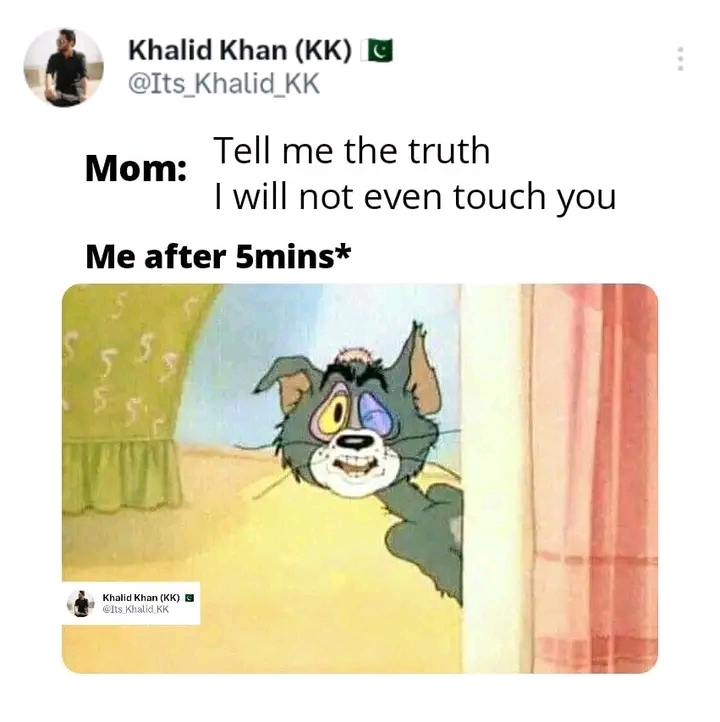 Khalid Khan (KK) 🇵🇰
@Its_Khalid_KK
Mom: Tell me the truth
I will not even touch you
Me after 5mins*
Khalid Khan (KK) 🇵🇰
@Its_Khalid_KK